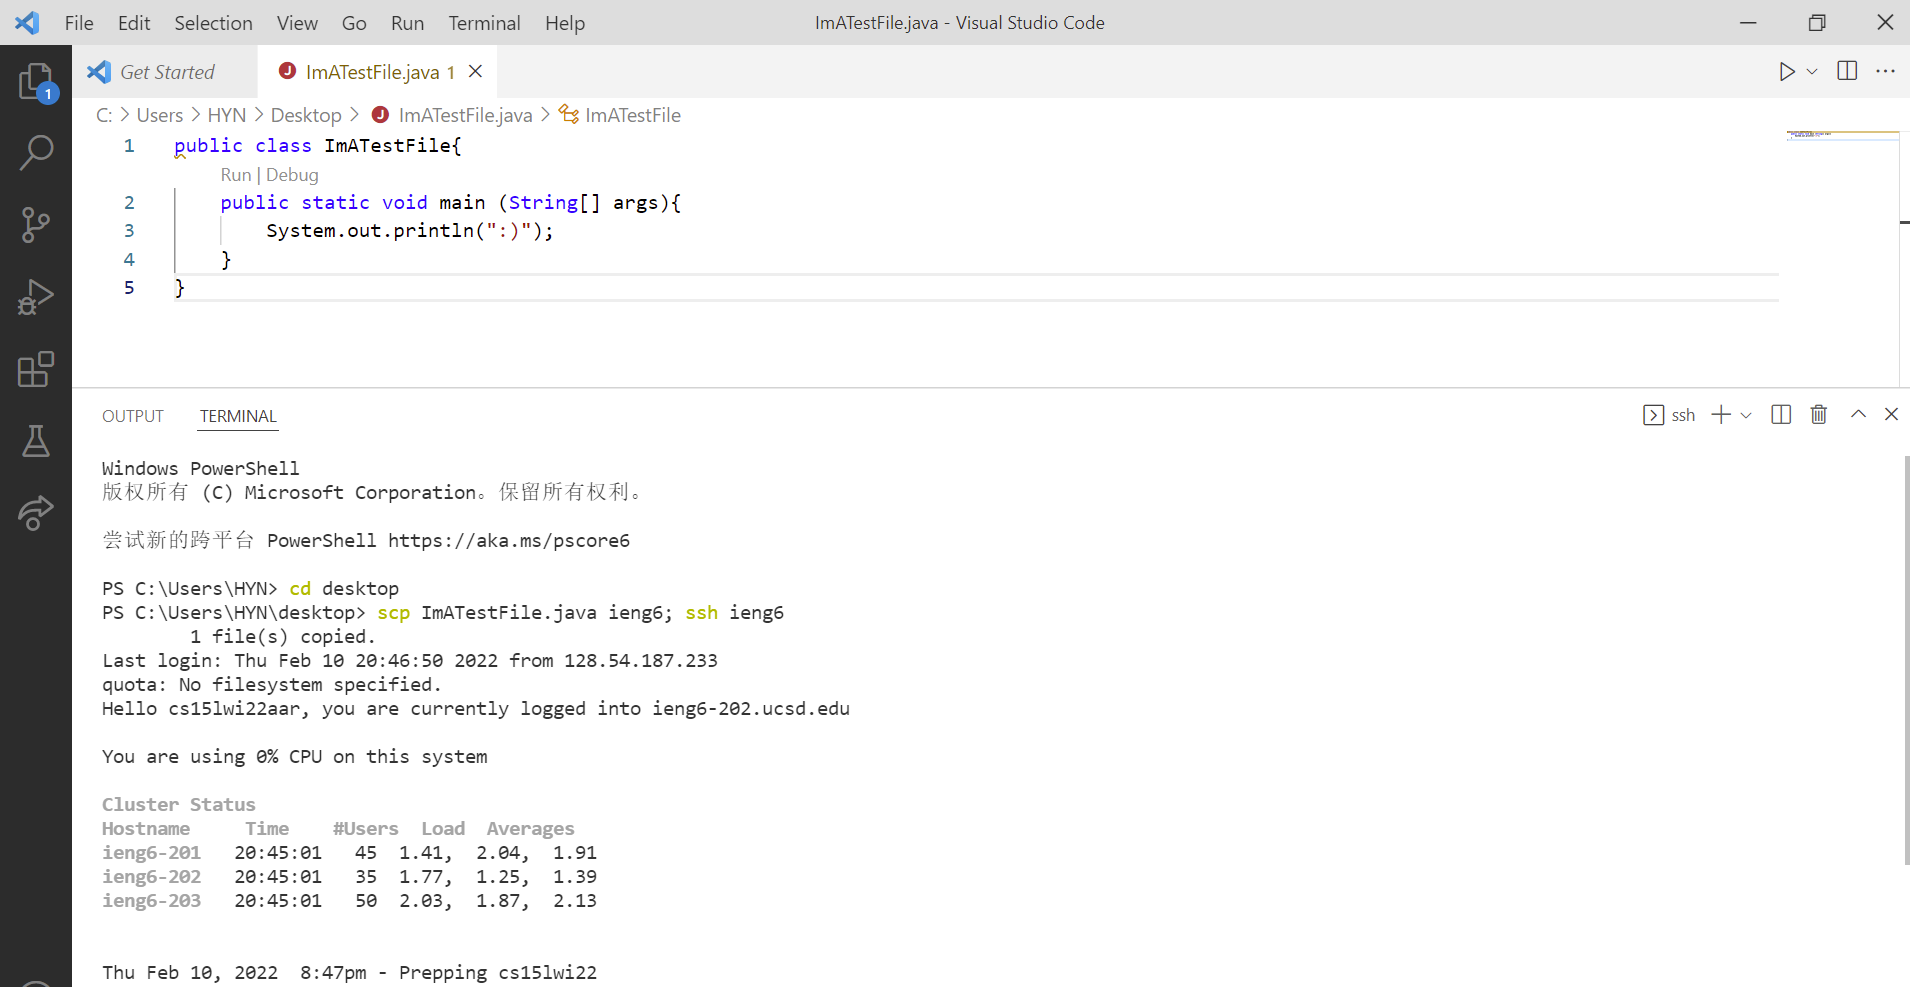 File Edit Selection View Go Run Terminal Help ImATestFile.java - Visual Studio Code
Get Started ImATestFile.java 1
1
C: > Users > HYN > Desktop > J ImATestFile.java > ImATestFile
1 public class ImATestFile{
Run | Debug
2 public static void main (String[] args){
3 System.out.println(":)");
4 }
5 }
OUTPUT TERMINAL ssh
Windows PowerShell
版权所有 (C) Microsoft Corporation。保留所有权利。
尝试新的跨平台 PowerShell https://aka.ms/pscore6
PS C:\Users\HYN> cd desktop
PS C:\Users\HYN\desktop> scp ImATestFile.java ieng6; ssh ieng6
1 file(s) copied.
Last login: Thu Feb 10 20:46:50 2022 from 128.54.187.233
quota: No filesystem specified.
Hello cs15lwi22aar, you are currently logged into ieng6-202.ucsd.edu
You are using 0% CPU on this system
Cluster Status
Hostname Time #Users Load Averages
ieng6-201 20:45:01 45 1.41, 2.04, 1.91
ieng6-202 20:45:01 35 1.77, 1.25, 1.39
ieng6-203 20:45:01 50 2.03, 1.87, 2.13
Thu Feb 10, 2022 8:47pm - Prepping cs15lwi22